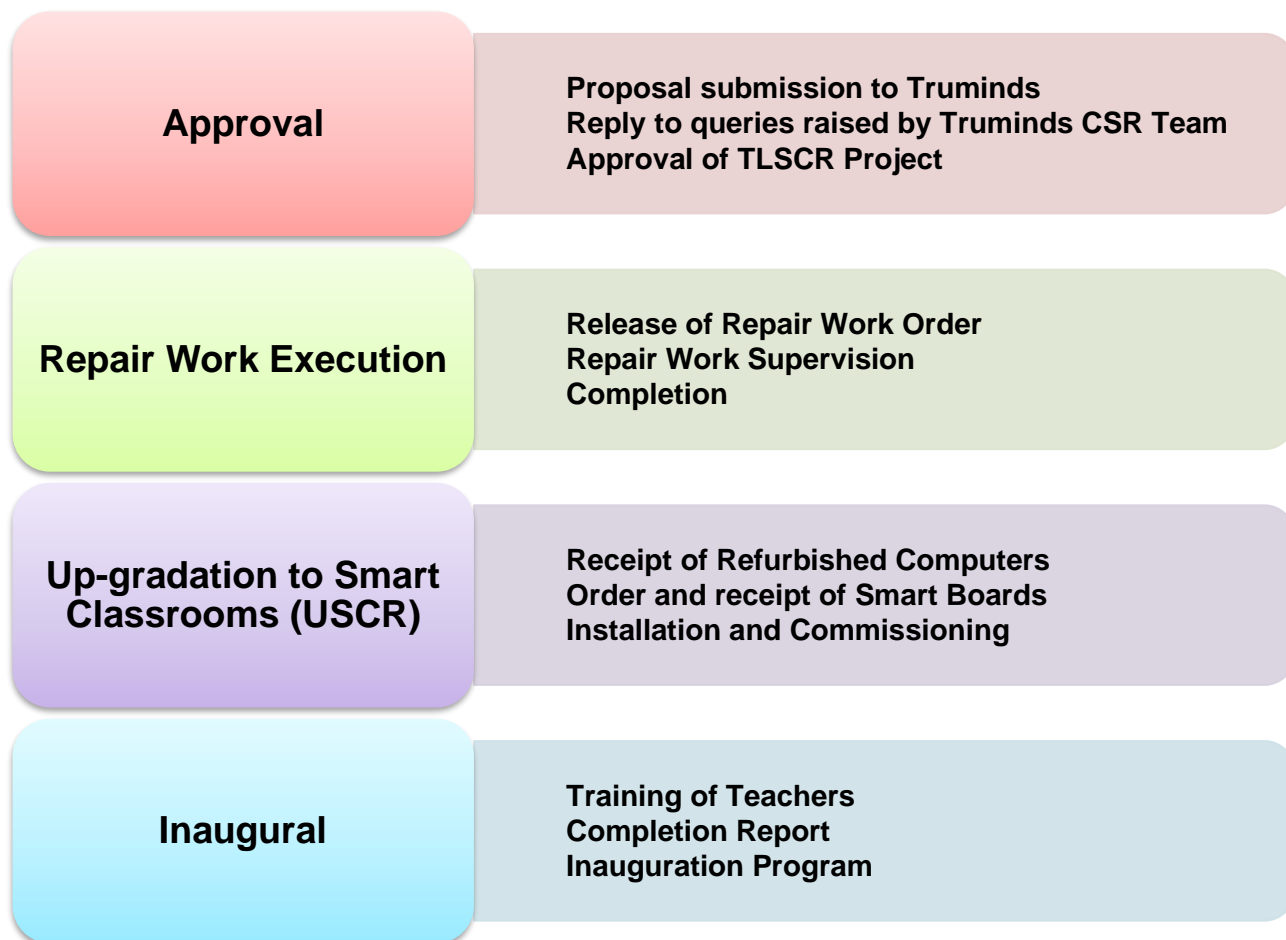 Approval
Proposal submission to Truminds
Reply to queries raised by Truminds CSR Team
Approval of TLSCR Project
Repair Work Execution
Release of Repair Work Order
Repair Work Supervision
Completion
Up-gradation to Smart
Classrooms (USCR)
Receipt of Refurbished Computers
Order and receipt of Smart Boards
Installation and Commissioning
Inaugural
Training of Teachers
Completion Report
Inauguration Program